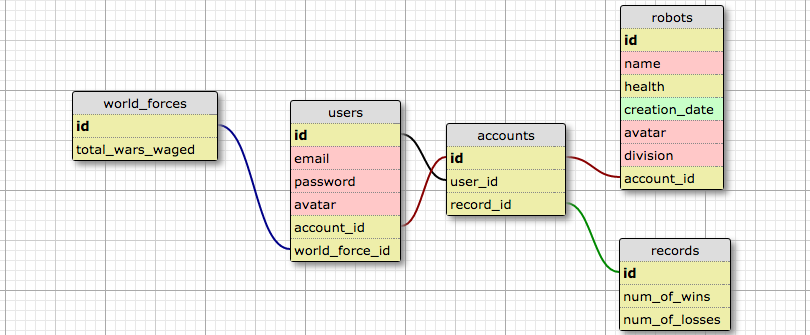 world_forces
id
total_wars_waged
users
id
email
password
avatar
account_id
world_force_id
accounts
id
user_id
record_id
robots
id
name
health
creation_date
avatar
division
account_id
records
id
num_of_wins
num_of_losses